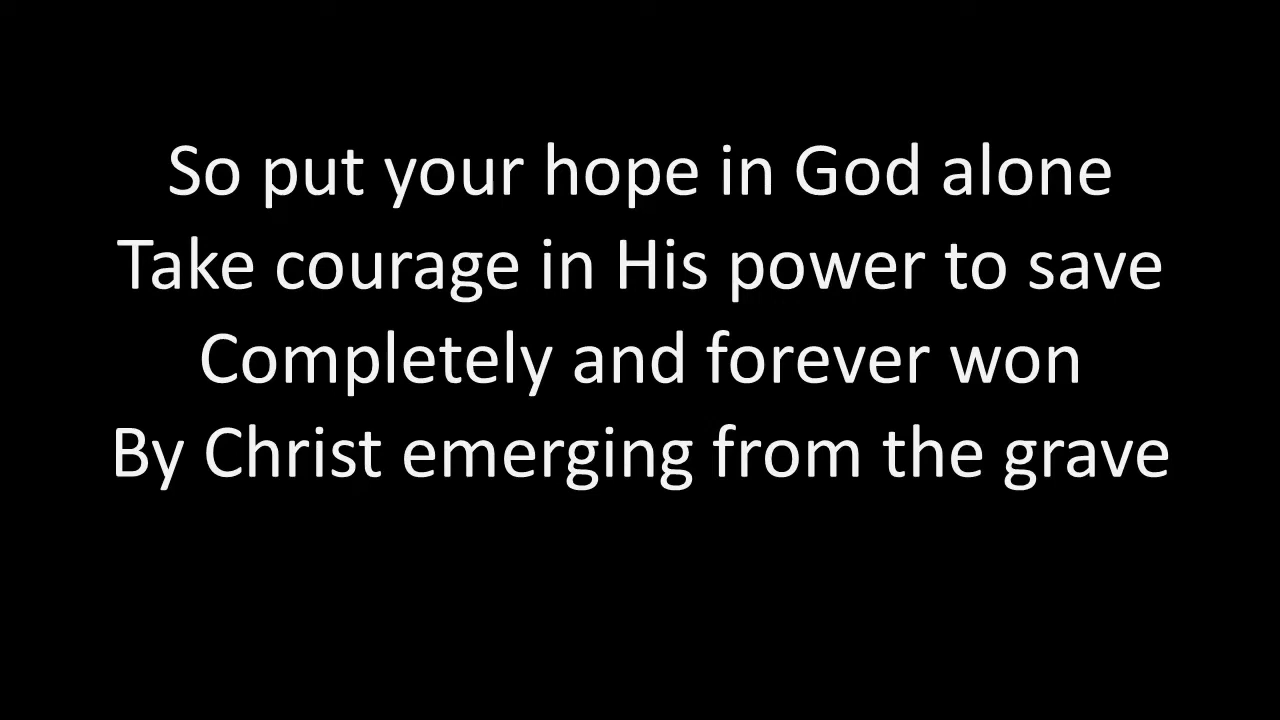 So put your hope in God alone
Take courage in His power to save
Completely and forever won
By Christ emerging from the grave